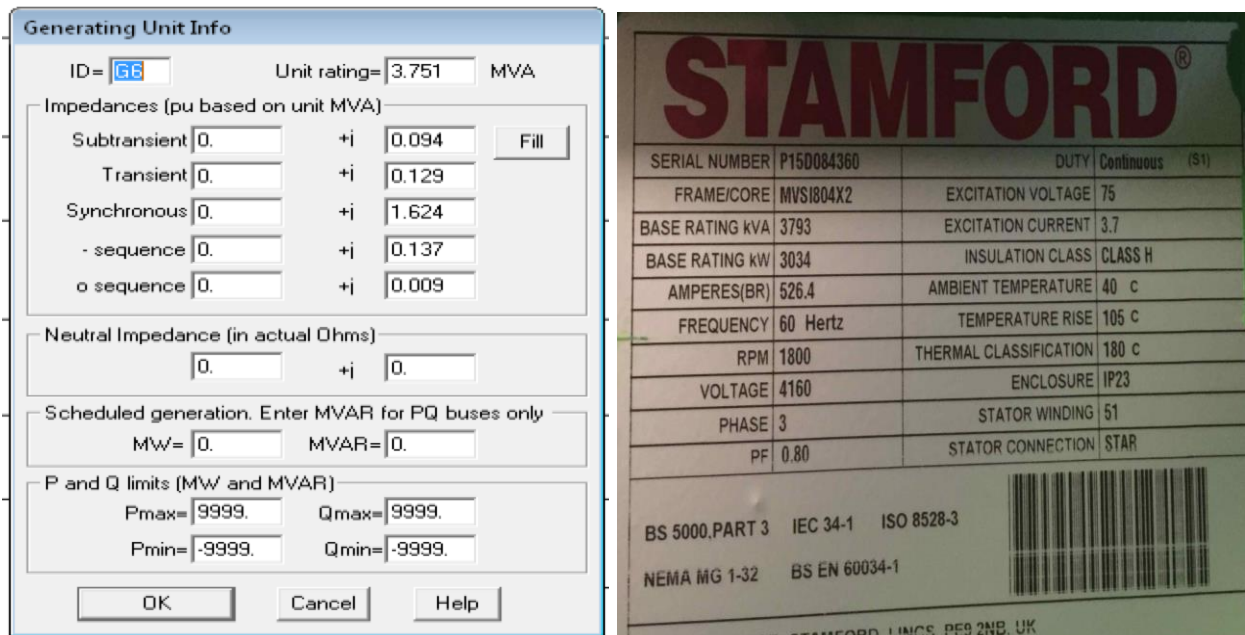 Generating Unit Info
ID= G6 Unit rating= 3.751 MVA
Impedances (pu based on unit MVA)
Subtransient 0. +j 0.094 Fill
Transient 0. +j 0.129
Synchronous 0. +j 1.624
- sequence 0. +j 0.137
o sequence 0. +j 0.009
Neutral Impedance (in actual Ohms)
0. +j 0.
Scheduled generation. Enter MVAR for PQ buses only
MW= 0. MVAR= 0.
P and Q limits (MW and MVAR)
Pmax= 9999. Qmax= 9999.
Pmin= -9999. Qmin= -9999.
OK Cancel Help
STAMFORD®
SERIAL NUMBER P15D084360 DUTY Continuous (S1)
FRAME/CORE MVSI804X2 EXCITATION VOLTAGE 75
BASE RATING kVA 3793 EXCITATION CURRENT 3.7
BASE RATING kW 3034 INSULATION CLASS CLASS H
AMPERES(BR) 526.4 AMBIENT TEMPERATURE 40 C
FREQUENCY 60 Hertz TEMPERATURE RISE 105 C
RPM 1800 THERMAL CLASSIFICATION 180 C
VOLTAGE 4160 ENCLOSURE IP23
PHASE 3 STATOR WINDING 51
PF 0.80 STATOR CONNECTION STAR
BS 5000,PART 3 IEC 34-1 ISO 8528-3
NEMA MG 1-32 BS EN 60034-1
STAMFORD, LINCS, PE9 2NB, UK